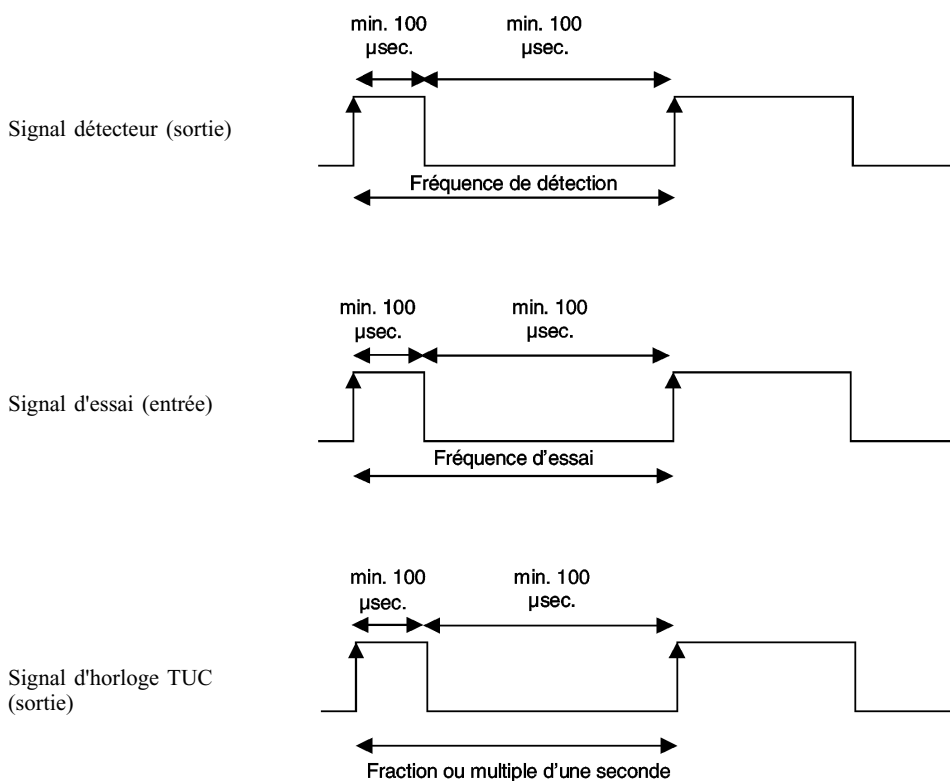 min. 100
µsec.
min. 100
µsec.
Signal détecteur (sortie)
Fréquence de détection
min. 100
µsec.
min. 100
µsec.
Signal d'essai (entrée)
Fréquence d’essai
min. 100
µsec.
min. 100
µsec.
Signal d'horloge TUC
(sortie)
Fraction ou multiple d’une seconde